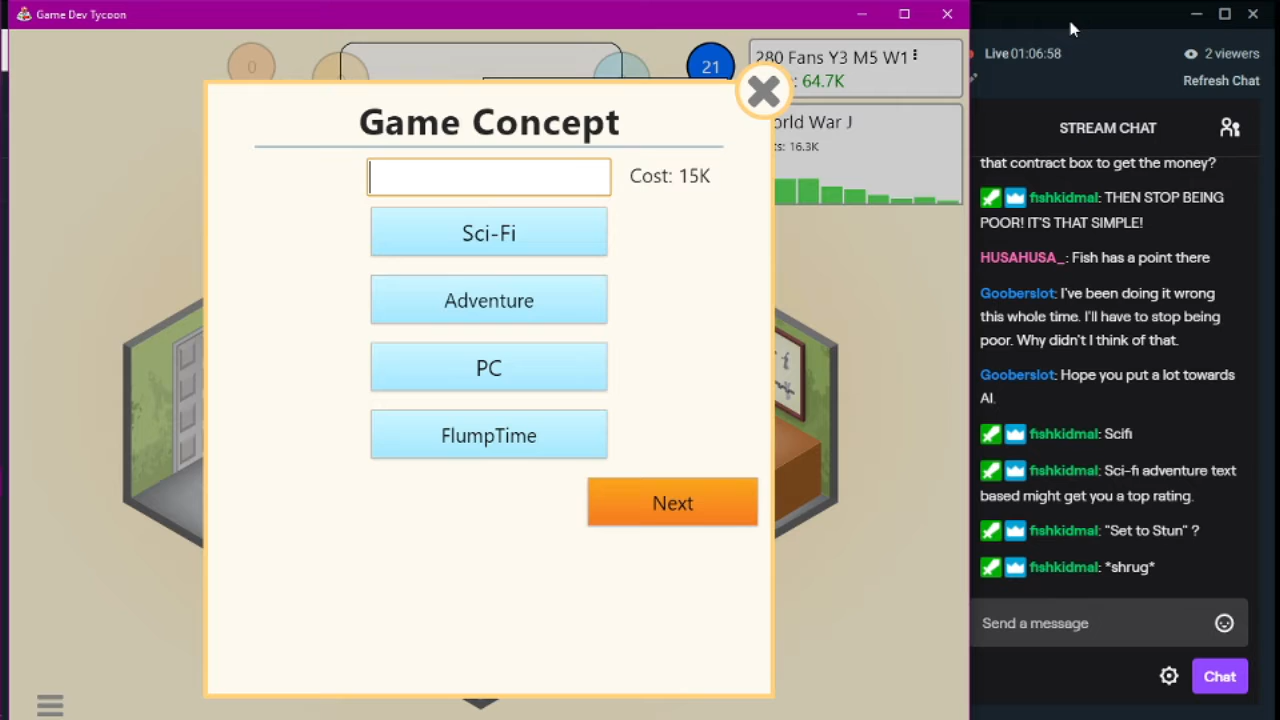 Game Dev Tycoon
0
21
280 Fans Y3 M5 W1
: 64.7K
orld War J
ts: 16.3K
Game Concept
Cost: 15K
Sci-Fi
Adventure
PC
FlumpTime
Next
Live 01:06:58
2 viewers
Refresh Chat
STREAM CHAT
that contract box to get the money?
fishkidmal: THEN STOP BEING
POOR! IT'S THAT SIMPLE!
HUSAHUSA_: Fish has a point there
Gooberslot: I've been doing it wrong
this whole time. I'll have to stop being
poor. Why didn't I think of that.
Gooberslot: Hope you put a lot towards
AI.
fishkidmal: Scifi
fishkidmal: Sci-fi adventure text
based might get you a top rating.
fishkidmal: "Set to Stun" ?
fishkidmal: *shrug*
Send a message
Chat